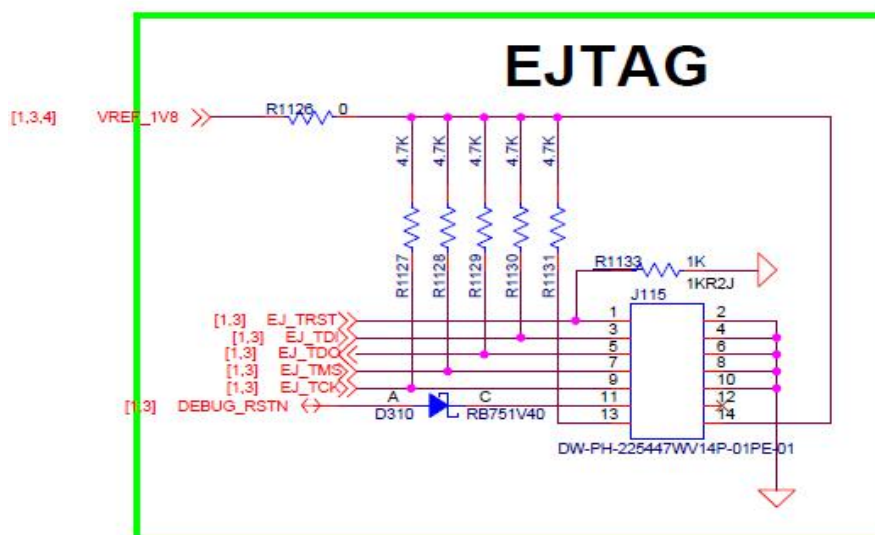 EJTAG
[1,3,4] VREF_1V8 R1126 0
4.7K 4.7K 4.7K 4.7K 4.7K
R1127 R1128 R1129 R1130 R1131
R1133 1K
1KR2J
J115
[1,3] EJ_TRST 1 2
[1,3] EJ_TDI 3 4
[1,3] EJ_TDO 5 6
[1,3] EJ_TMS 7 8
[1,3] EJ_TCK 9 10
[1,3] DEBUG_RSTN A C 11 12
D310 RB751V40 13 14
DW-PH-225447WV14P-01PE-01